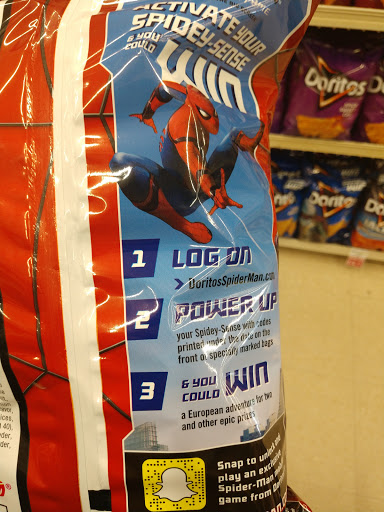 ACTIVATE YOUR
SPIDEY-SENSE
& YOU
COULD WIN
1 LOG ON
> DoritosSpiderMan.com
2 POWER UP
your Spidey-Sense with codes
printed under the date on the
front of specially marked bags
3 & YOU
COULD WIN
a European adventure for two
and other epic prizes
Snap to unlock
play an
Spider-Man
game from
Doritos
Doritos